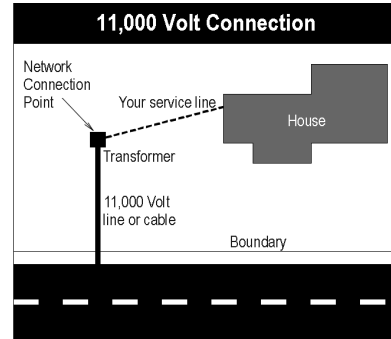 11,000 Volt Connection
Network
Connection
Point
Your service line
House
Transformer
11,000 Volt
line or cable
Boundary